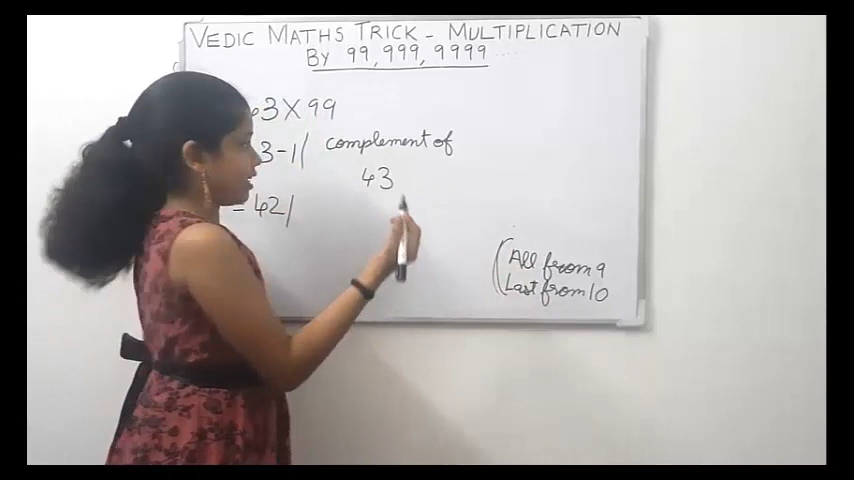 VEDIC MATHS TRICK - MULTIPLICATION
BY 99, 999, 9999 ....
43 X 99
3 - 1 / complement of
43
= 42 /
(All from 9
Last from 10